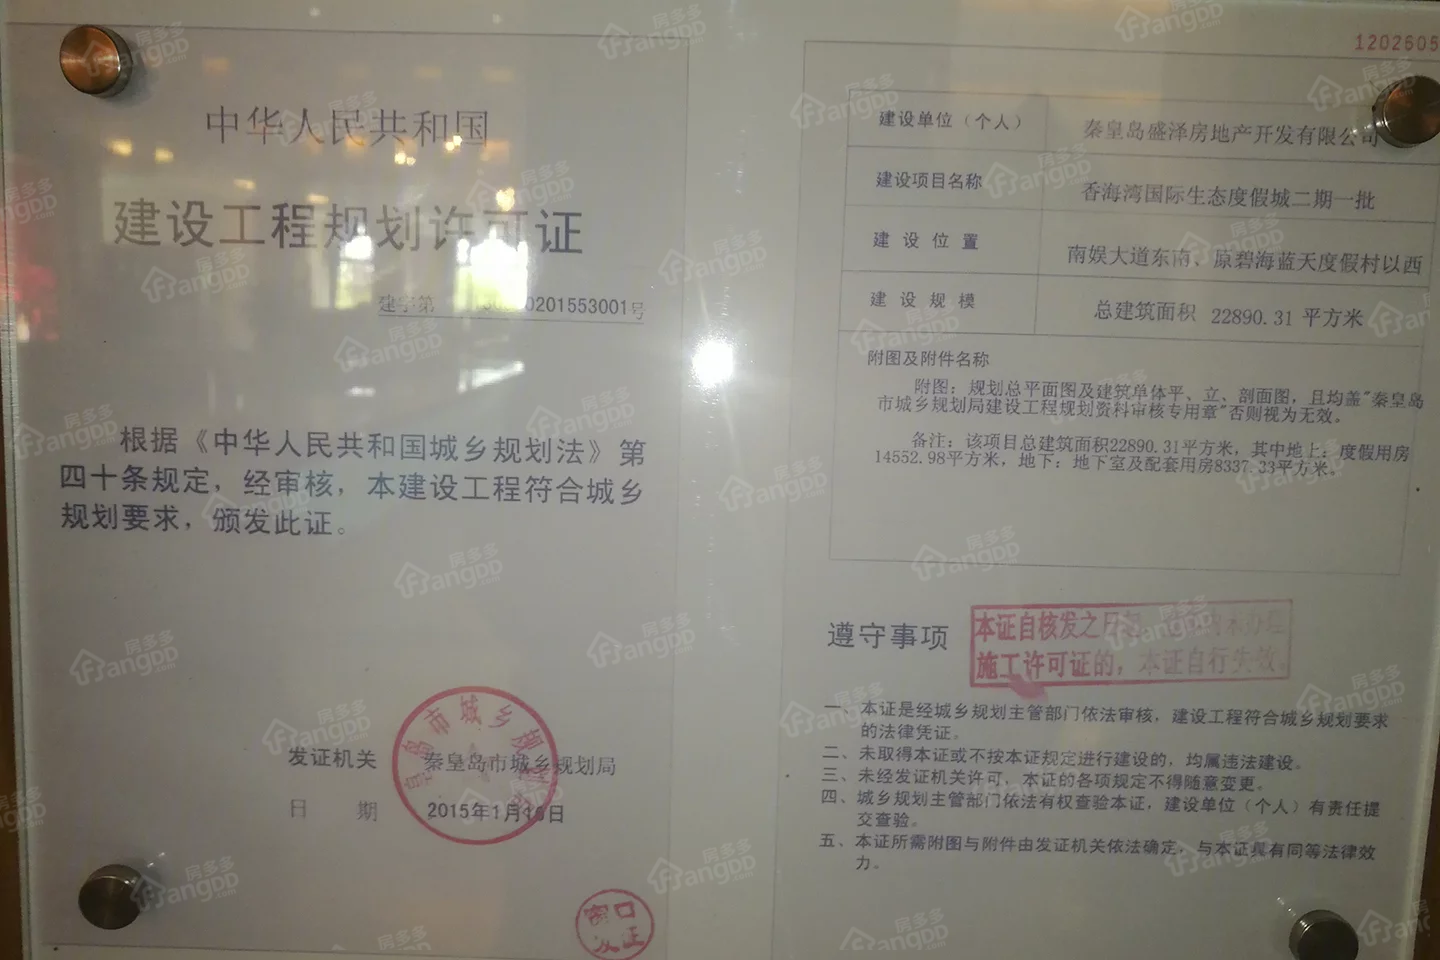 中华人民共和国
建设工程规划许可证
建字第 201553001号
根据《中华人民共和国城乡规划法》第
四十条规定，经审核，本建设工程符合城乡
规划要求，颁发此证。
发证机关 秦皇岛市城乡规划局
日 期 2015年1月16日
窗口
发证
1202605
建设单位（个人） 秦皇岛盛泽房地产开发有限公司
建设项目名称 香海湾国际生态度假城二期一批
建设位置 南娱大道东南、原碧海蓝天度假村以西
建设规模 总建筑面积 22890.31 平方米
附图及附件名称
附图：规划总平面图及建筑单体平、立、剖面图，且均盖"秦皇岛
市城乡规划局建设工程规划资料审核专用章"否则视为无效。
备注：该项目总建筑面积22890.31平方米，其中地上：度假用房
14552.98平方米，地下：地下室及配套用房8337.33平方米。
遵守事项
本证自核发之日起 内未办理
施工许可证的，本证自行失效。
一、本证是经城乡规划主管部门依法审核，建设工程符合城乡规划要求
的法律凭证。
二、未取得本证或不按本证规定进行建设的，均属违法建设。
三、未经发证机关许可，本证的各项规定不得随意变更。
四、城乡规划主管部门依法有权查验本证，建设单位（个人）有责任提
交查验。
五、本证所需附图与附件由发证机关依法确定，与本证具有同等法律效
力。
房多多
fangDD.com